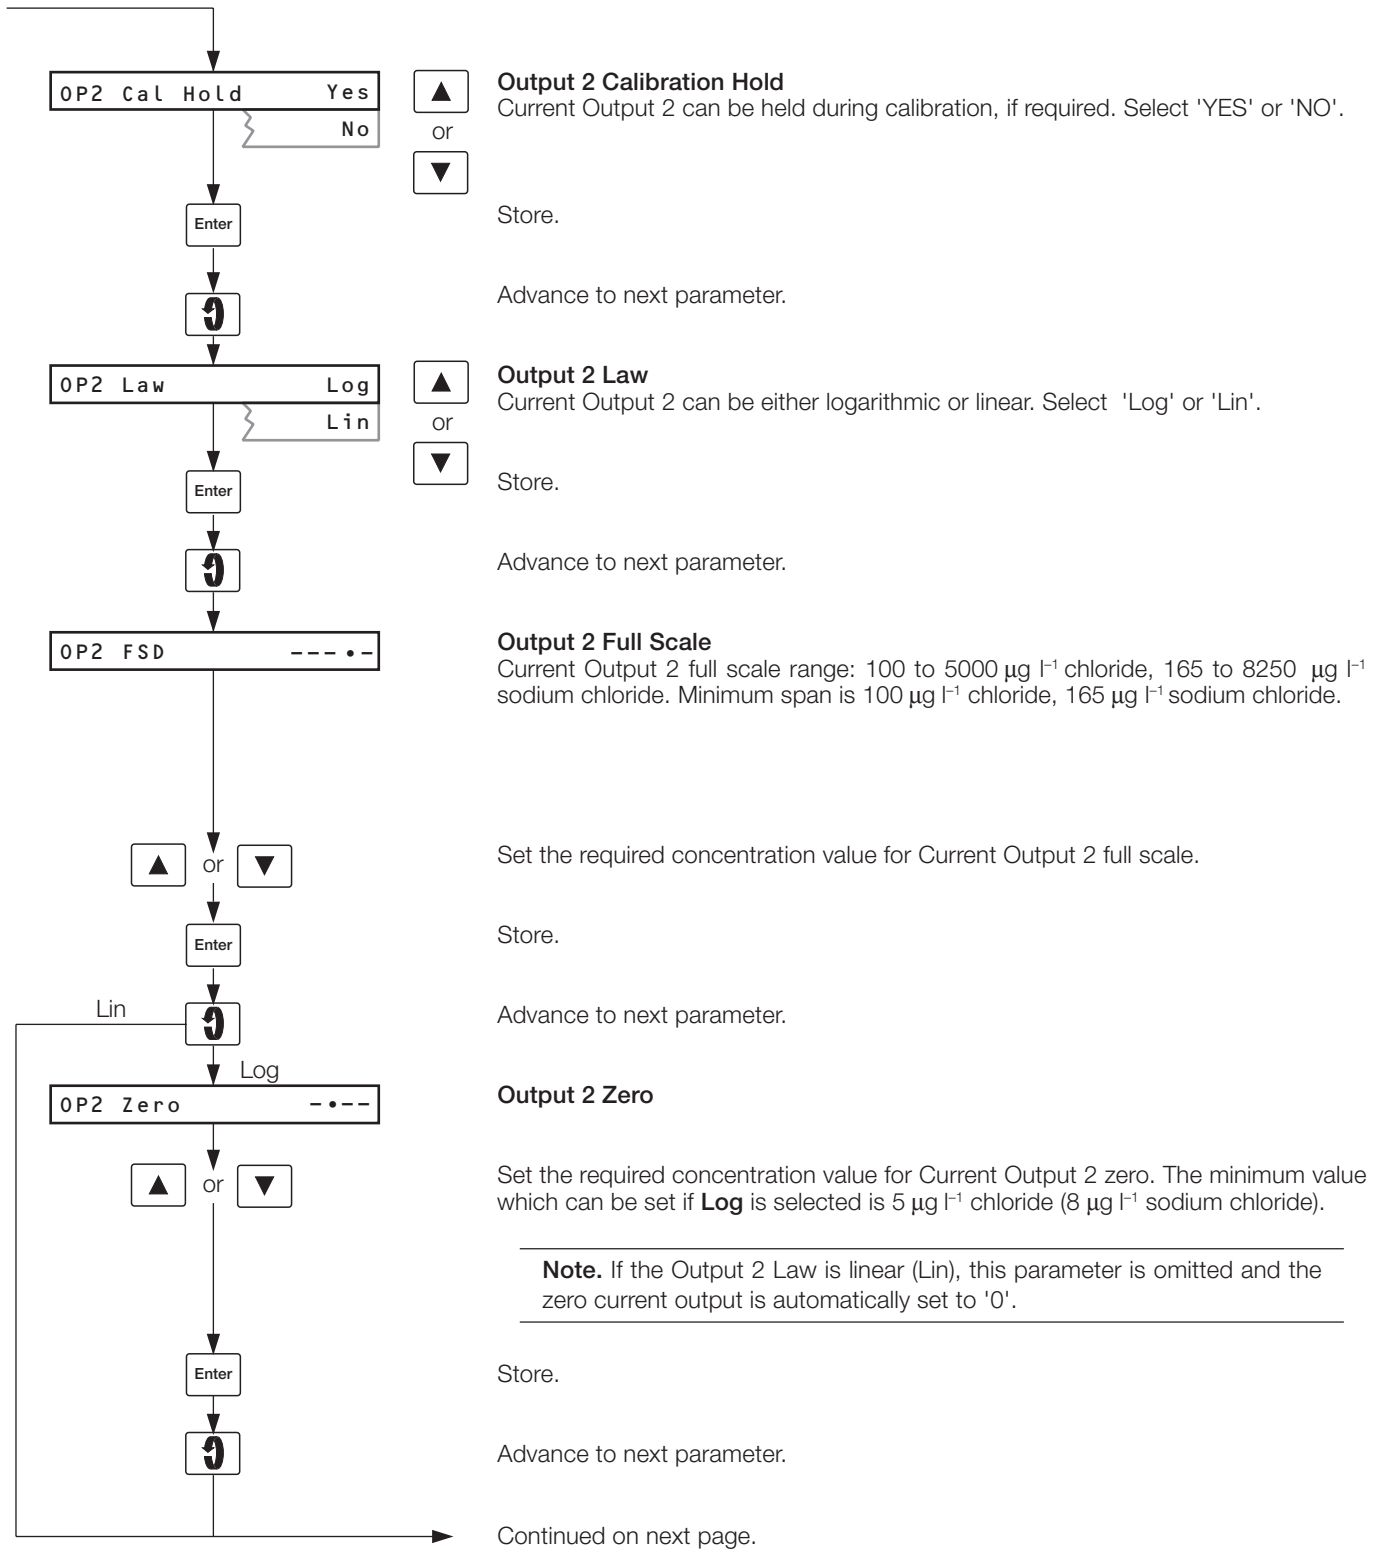 OP2 Cal Hold Yes
No
or
Output 2 Calibration Hold
Current Output 2 can be held during calibration, if required. Select 'YES' or 'NO'.
Enter
Store.
Advance to next parameter.
OP2 Law Log
Lin
or
Output 2 Law
Current Output 2 can be either logarithmic or linear. Select 'Log' or 'Lin'.
Enter
Store.
Advance to next parameter.
OP2 FSD ---•-
Output 2 Full Scale
Current Output 2 full scale range: 100 to 5000 μg l⁻¹ chloride, 165 to 8250 μg l⁻¹
sodium chloride. Minimum span is 100 μg l⁻¹ chloride, 165 μg l⁻¹ sodium chloride.
or
Set the required concentration value for Current Output 2 full scale.
Enter
Store.
Lin
Advance to next parameter.
Log
OP2 Zero -•--
Output 2 Zero
or
Set the required concentration value for Current Output 2 zero. The minimum value
which can be set if Log is selected is 5 μg l⁻¹ chloride (8 μg l⁻¹ sodium chloride).
Note. If the Output 2 Law is linear (Lin), this parameter is omitted and the
zero current output is automatically set to '0'.
Enter
Store.
Advance to next parameter.
Continued on next page.